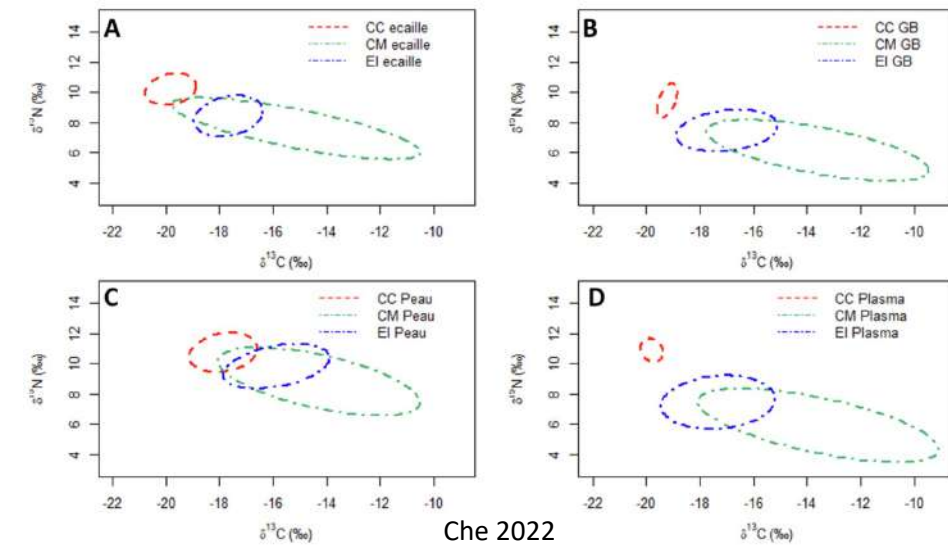 A
CC ecaille
CM ecaille
EI ecaille
δ¹⁵N (‰)
14
12
10
8
6
4
-22 -20 -18 -16 -14 -12 -10
δ¹³C (‰)
B
CC GB
CM GB
EI GB
δ¹⁵N (‰)
14
12
10
8
6
4
-22 -20 -18 -16 -14 -12 -10
δ¹³C (‰)
C
CC Peau
CM Peau
EI Peau
δ¹⁵N (‰)
14
12
10
8
6
4
-22 -20 -18 -16 -14 -12 -10
δ¹³C (‰)
D
CC Plasma
CM Plasma
EI Plasma
δ¹⁵N (‰)
14
12
10
8
6
4
-22 -20 -18 -16 -14 -12 -10
δ¹³C (‰)
Che 2022